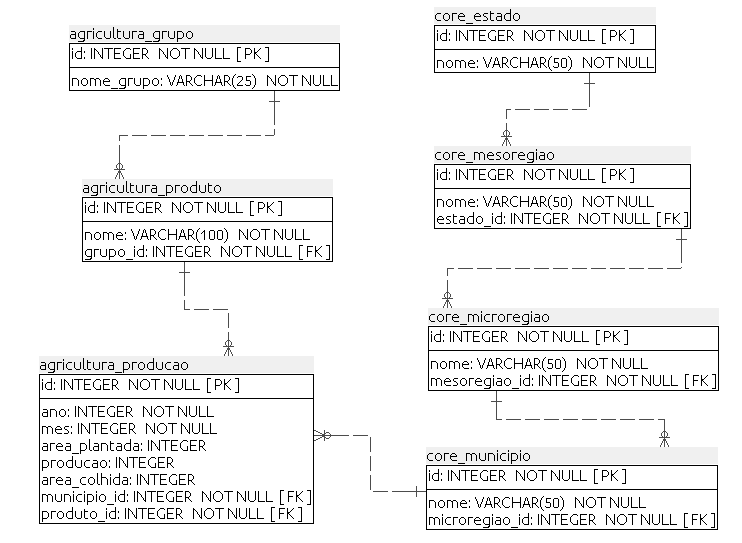 agricultura_grupo
id: INTEGER NOT NULL [PK]
nome_grupo: VARCHAR(25) NOT NULL
agricultura_produto
id: INTEGER NOT NULL [PK]
nome: VARCHAR(100) NOT NULL
grupo_id: INTEGER NOT NULL [FK]
agricultura_producao
id: INTEGER NOT NULL [PK]
ano: INTEGER NOT NULL
mes: INTEGER NOT NULL
area_plantada: INTEGER
producao: INTEGER
area_colhida: INTEGER
municipio_id: INTEGER NOT NULL [FK]
produto_id: INTEGER NOT NULL [FK]
core_estado
id: INTEGER NOT NULL [PK]
nome: VARCHAR(50) NOT NULL
core_mesoregiao
id: INTEGER NOT NULL [PK]
nome: VARCHAR(50) NOT NULL
estado_id: INTEGER NOT NULL [FK]
core_microregiao
id: INTEGER NOT NULL [PK]
nome: VARCHAR(50) NOT NULL
mesoregiao_id: INTEGER NOT NULL [FK]
core_municipio
id: INTEGER NOT NULL [PK]
nome: VARCHAR(50) NOT NULL
microregiao_id: INTEGER NOT NULL [FK]